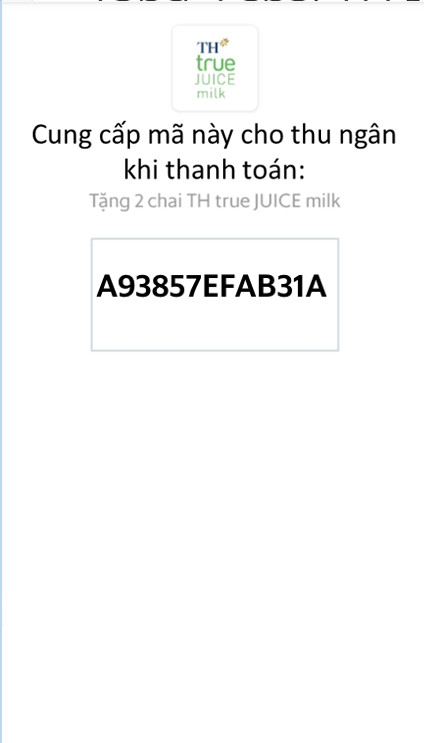 TH
true
JUICE
milk
Cung cấp mã này cho thu ngân
khi thanh toán:
Tặng 2 chai TH true JUICE milk
A93857EFAB31A